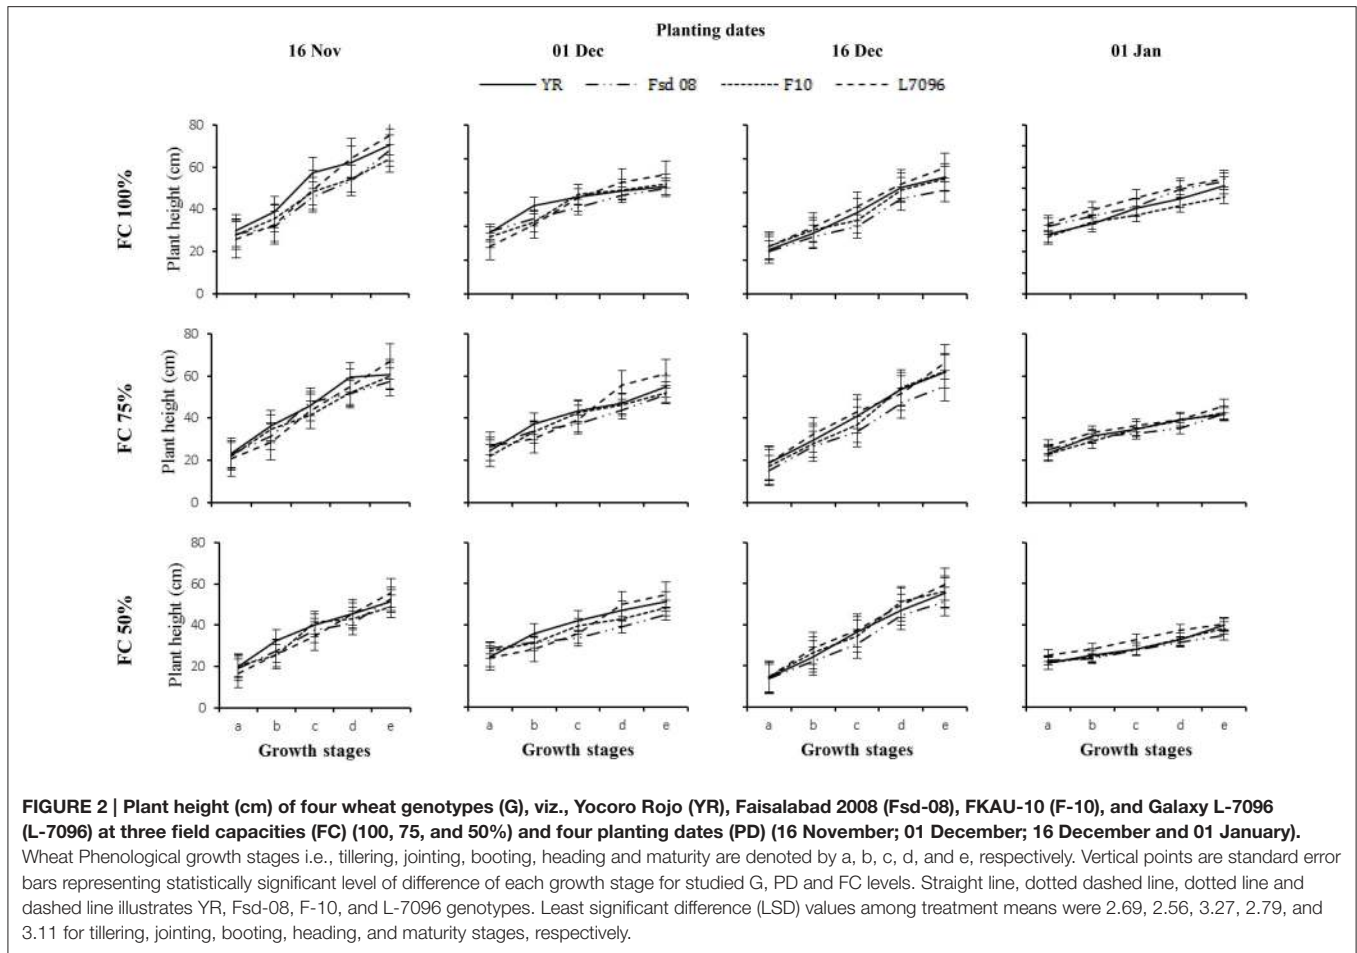 Planting dates
16 Nov 01 Dec 16 Dec 01 Jan
YR Fsd 08 F10 L7096
FC 100%
Plant height (cm)
80
60
40
20
0
FC 75%
Plant height (cm)
80
60
40
20
0
FC 50%
Plant height (cm)
80
60
40
20
0
a b c d e a b c d e a b c d e a b c d e
Growth stages Growth stages Growth stages Growth stages
FIGURE 2 | Plant height (cm) of four wheat genotypes (G), viz., Yocoro Rojo (YR), Faisalabad 2008 (Fsd-08), FKAU-10 (F-10), and Galaxy L-7096
(L-7096) at three field capacities (FC) (100, 75, and 50%) and four planting dates (PD) (16 November; 01 December; 16 December and 01 January).
Wheat Phenological growth stages i.e., tillering, jointing, booting, heading and maturity are denoted by a, b, c, d, and e, respectively. Vertical points are standard error
bars representing statistically significant level of difference of each growth stage for studied G, PD and FC levels. Straight line, dotted dashed line, dotted line and
dashed line illustrates YR, Fsd-08, F-10, and L-7096 genotypes. Least significant difference (LSD) values among treatment means were 2.69, 2.56, 3.27, 2.79, and
3.11 for tillering, jointing, booting, heading, and maturity stages, respectively.